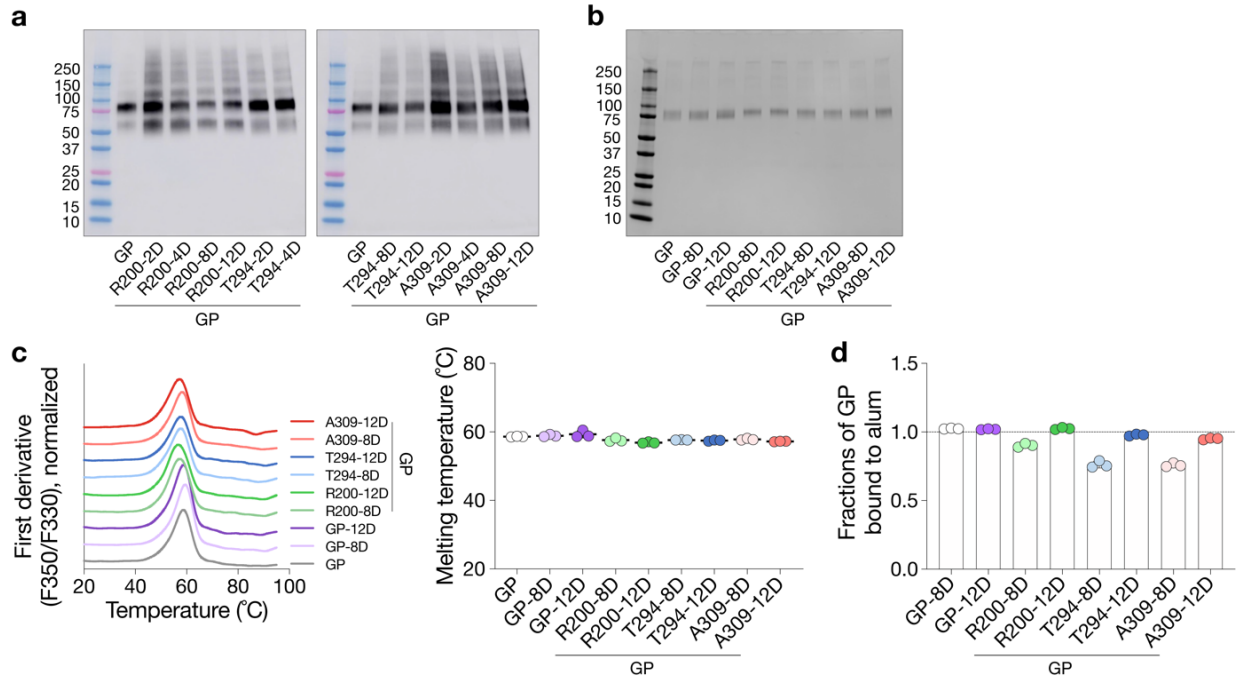 a
250
150
100
75
50
37
25
20
15
10
GP
R200-2D
R200-4D
R200-8D
R200-12D
T294-2D
T294-4D
GP
GP
T294-8D
T294-12D
A309-2D
A309-4D
A309-8D
A309-12D
GP
b
250
150
100
75
50
37
25
20
15
10
GP
GP-8D
GP-12D
R200-8D
R200-12D
T294-8D
T294-12D
A309-8D
A309-12D
GP
c
First derivative
(F350/F330), normalized
20
40
60
80
100
Temperature (°C)
A309-12D
A309-8D
T294-12D
T294-8D
R200-12D
R200-8D
GP-12D
GP-8D
GP
GP
Melting temperature (°C)
80
60
40
20
GP
GP-8D
GP-12D
R200-8D
R200-12D
T294-8D
T294-12D
A309-8D
A309-12D
GP
d
Fractions of GP
bound to alum
1.5
1.0
0.5
0.0
GP-8D
GP-12D
R200-8D
R200-12D
T294-8D
T294-12D
A309-8D
A309-12D
GP